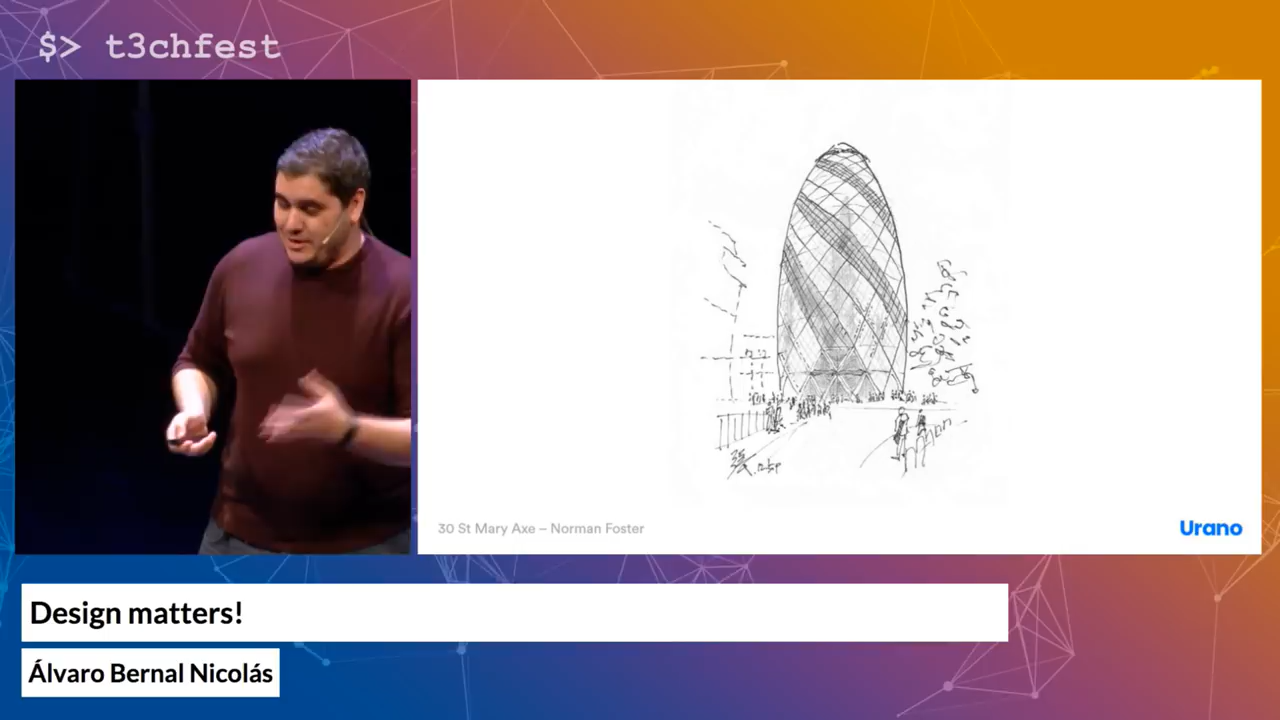 $> t3chfest
30 St Mary Axe – Norman Foster
Urano
Design matters!
Álvaro Bernal Nicolás